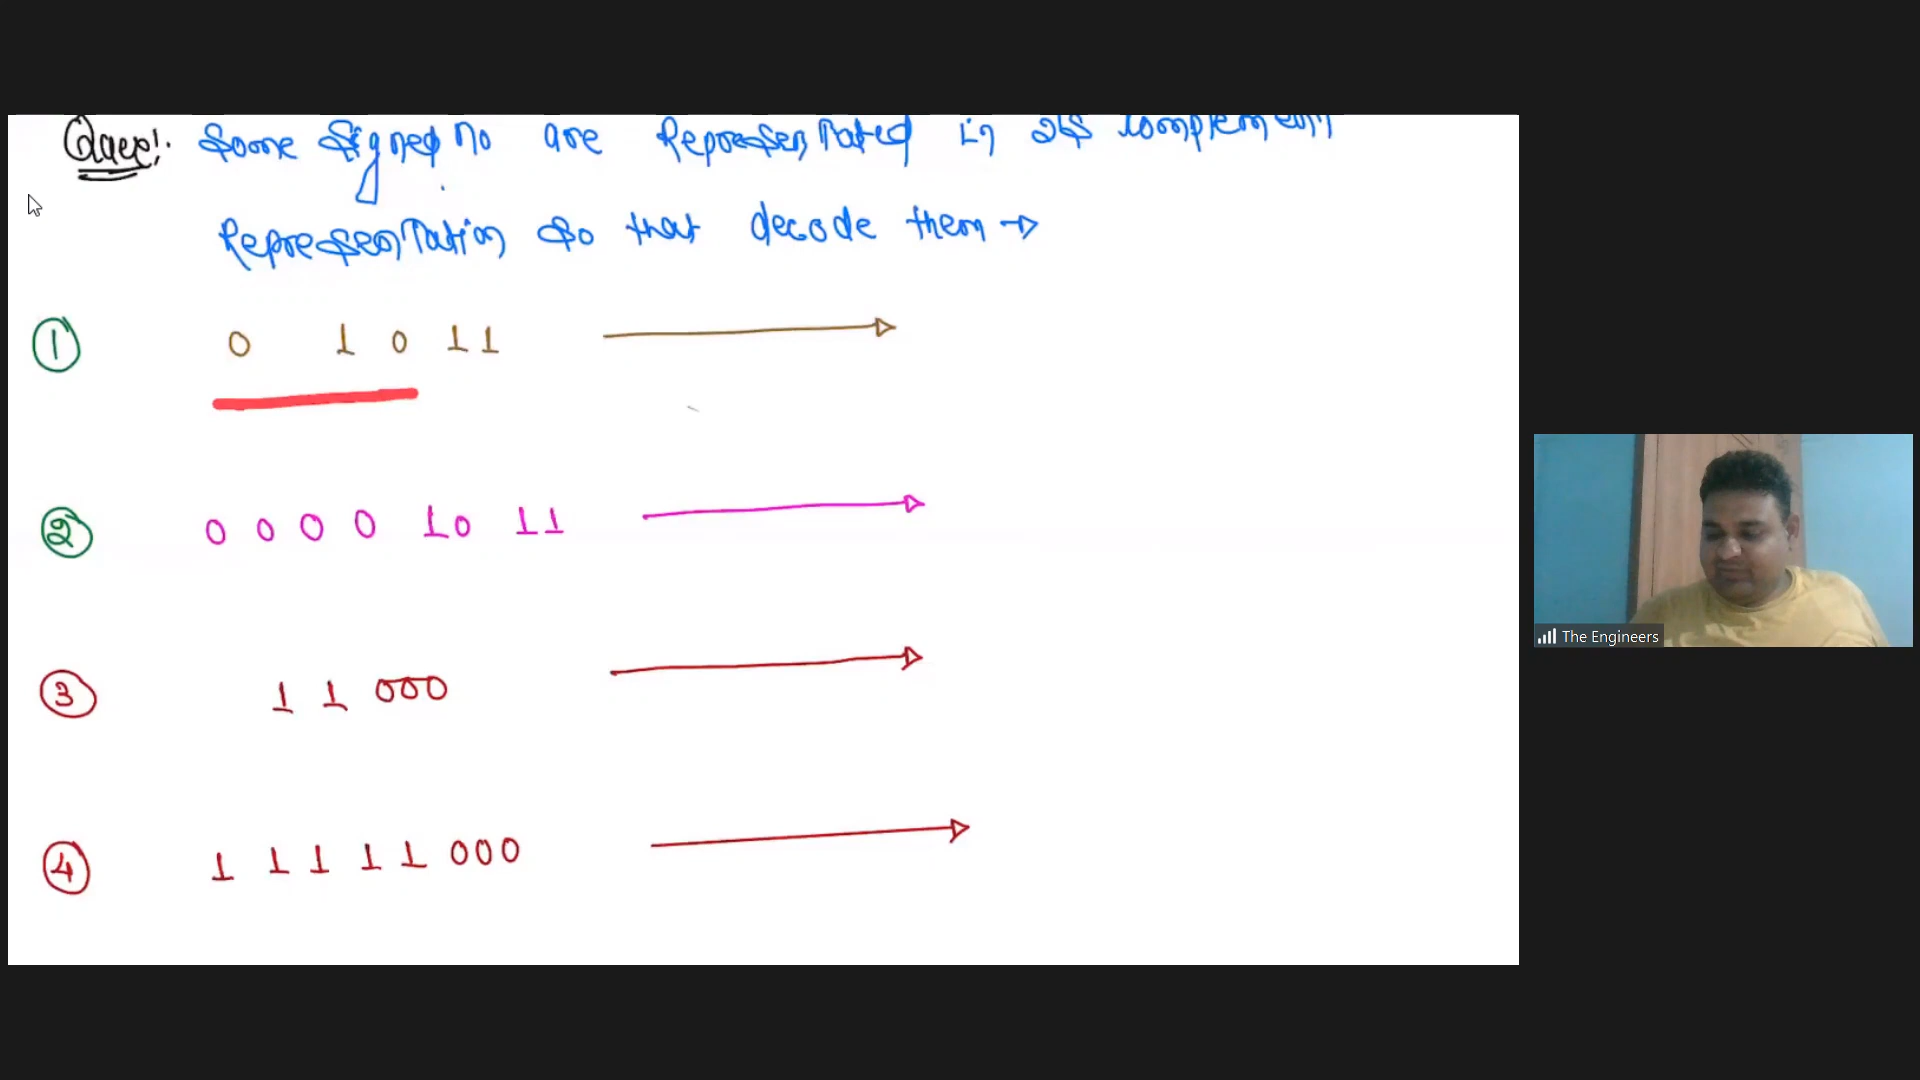 Ques:. Some Signed no are Represented in 2's complement
Representation so that decode them →
① 0 1 0 1 1
② 0 0 0 0 1 0 1 1
③ 1 1 0 0 0
④ 1 1 1 1 1 0 0 0
The Engineers